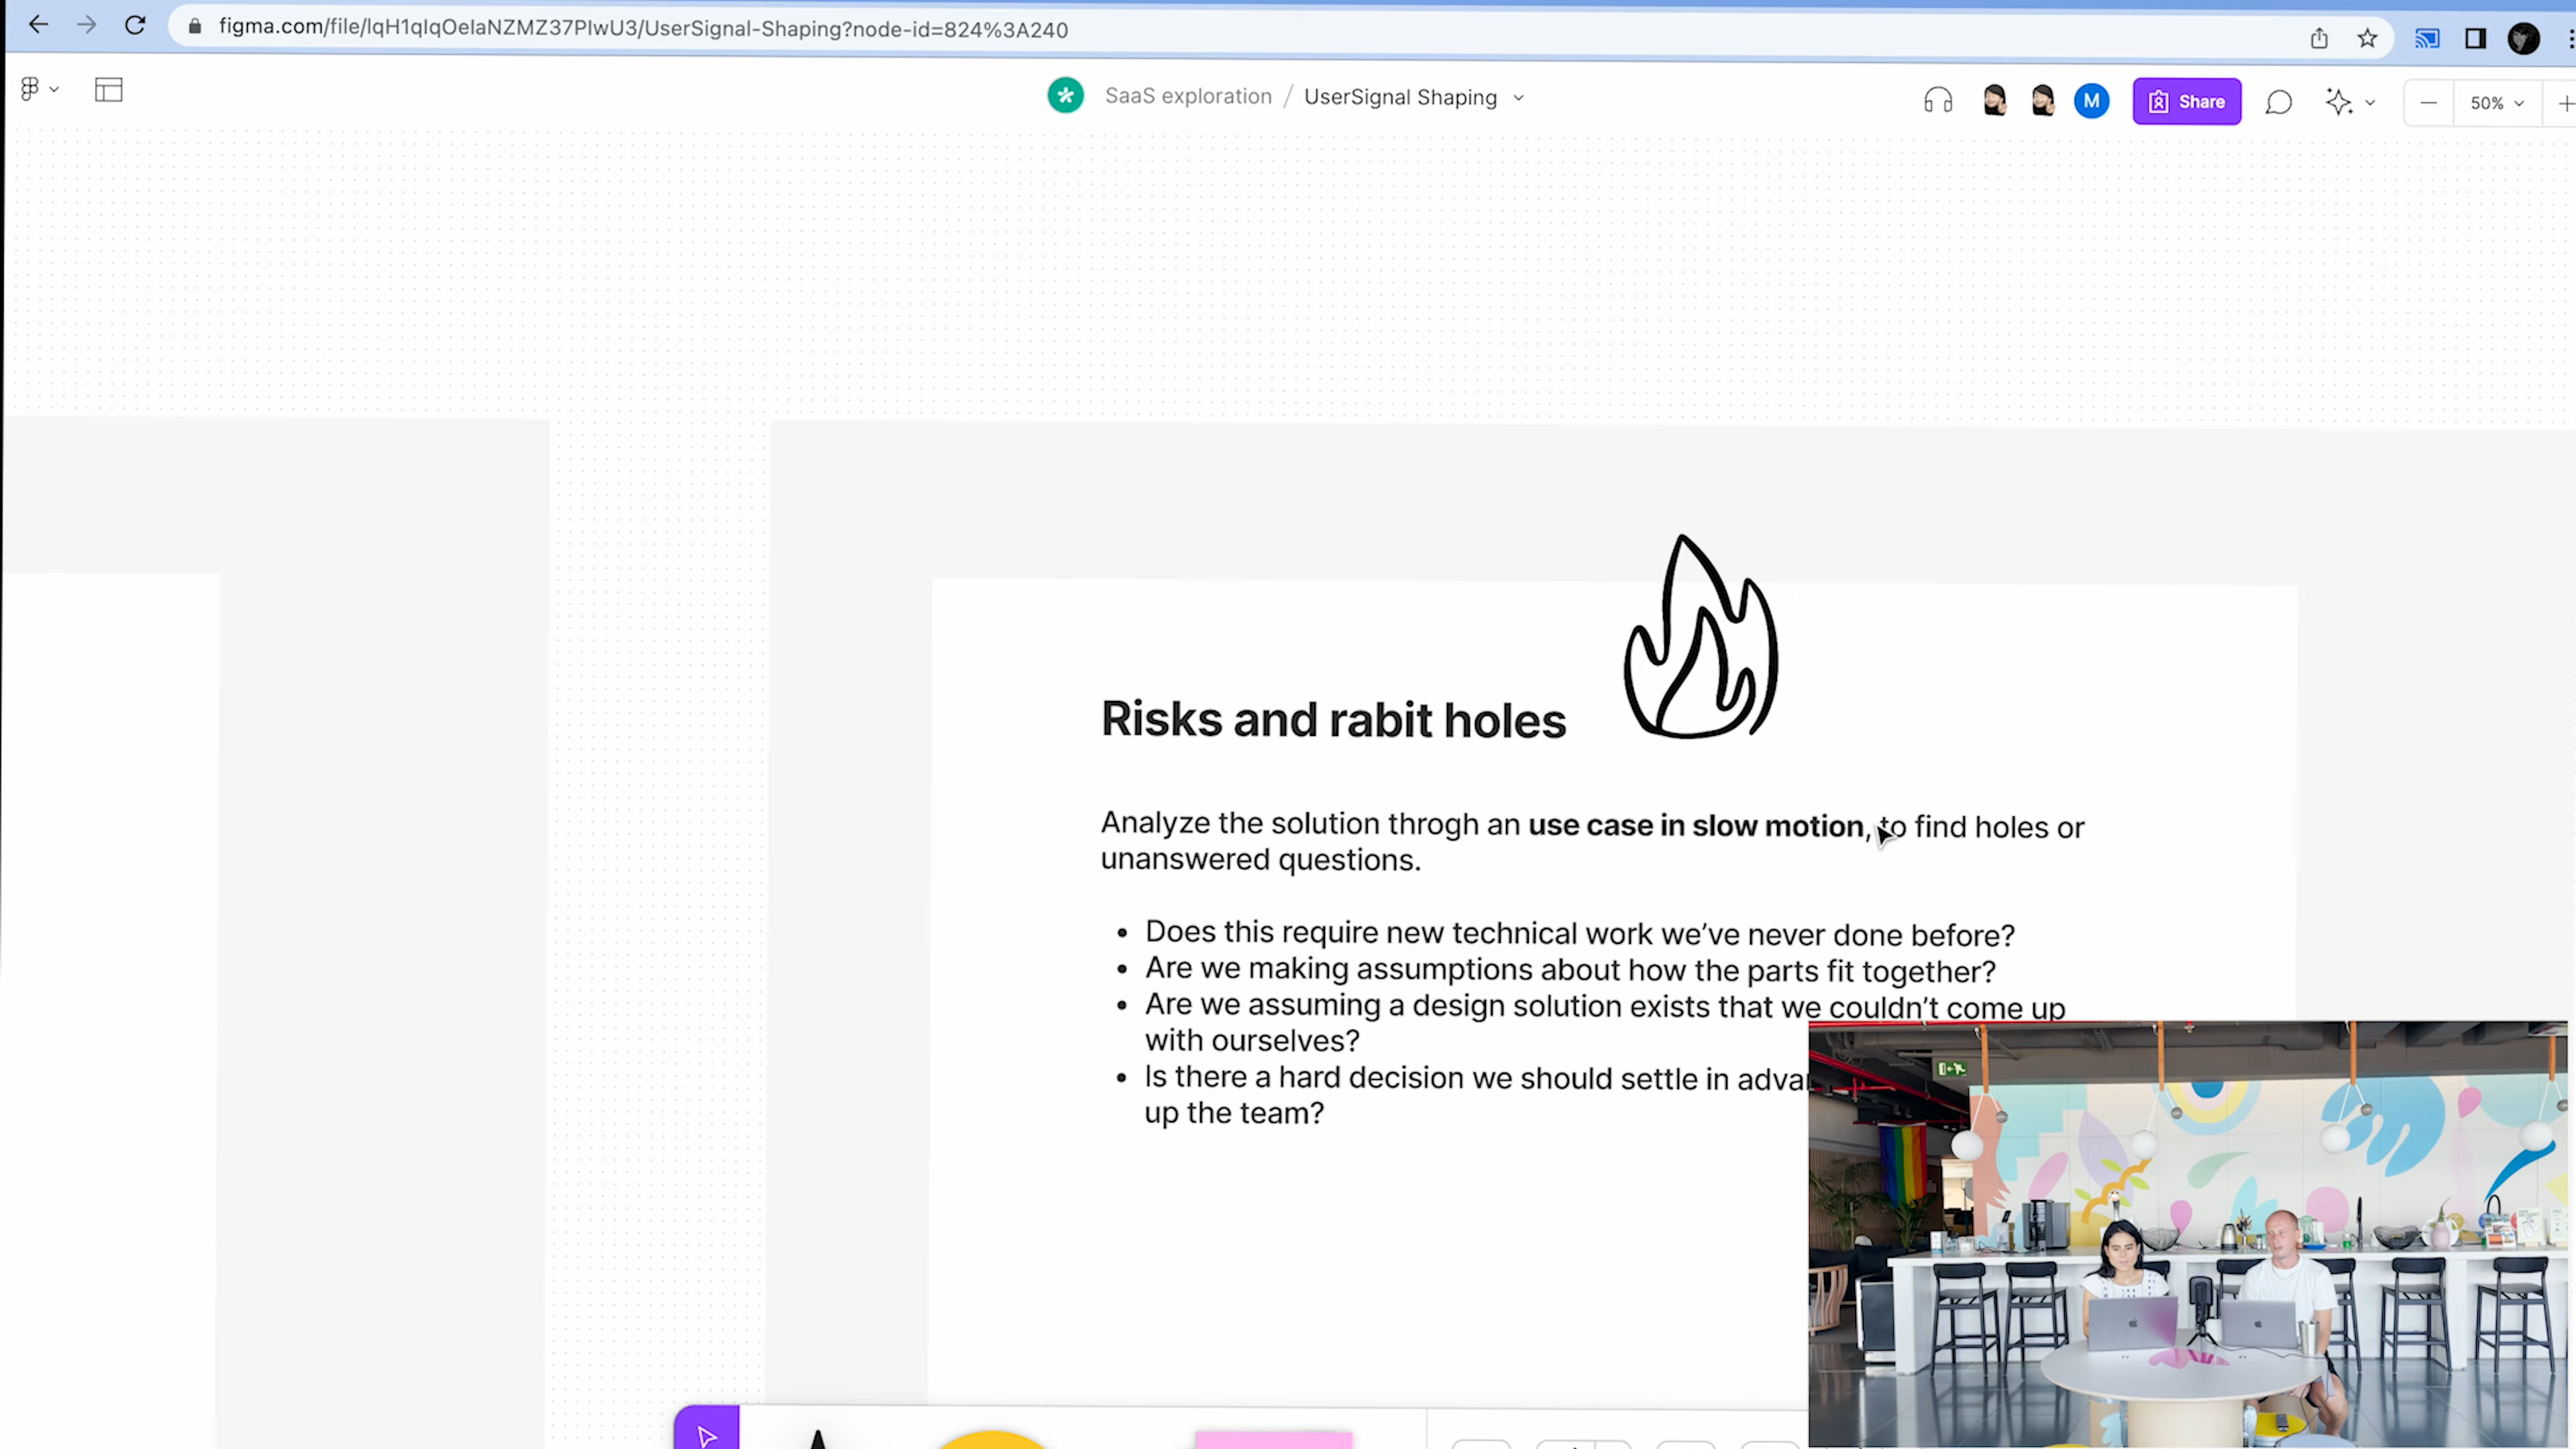 figma.com/file/lqH1qIqOelaNZMZ37PIwU3/UserSignal-Shaping?node-id=824%3A240
SaaS exploration / UserSignal Shaping
M
Share
50%
Risks and rabit holes
Analyze the solution throgh an use case in slow motion, to find holes or
unanswered questions.
• Does this require new technical work we’ve never done before?
• Are we making assumptions about how the parts fit together?
• Are we assuming a design solution exists that we couldn’t come up
with ourselves?
• Is there a hard decision we should settle in
up the team?